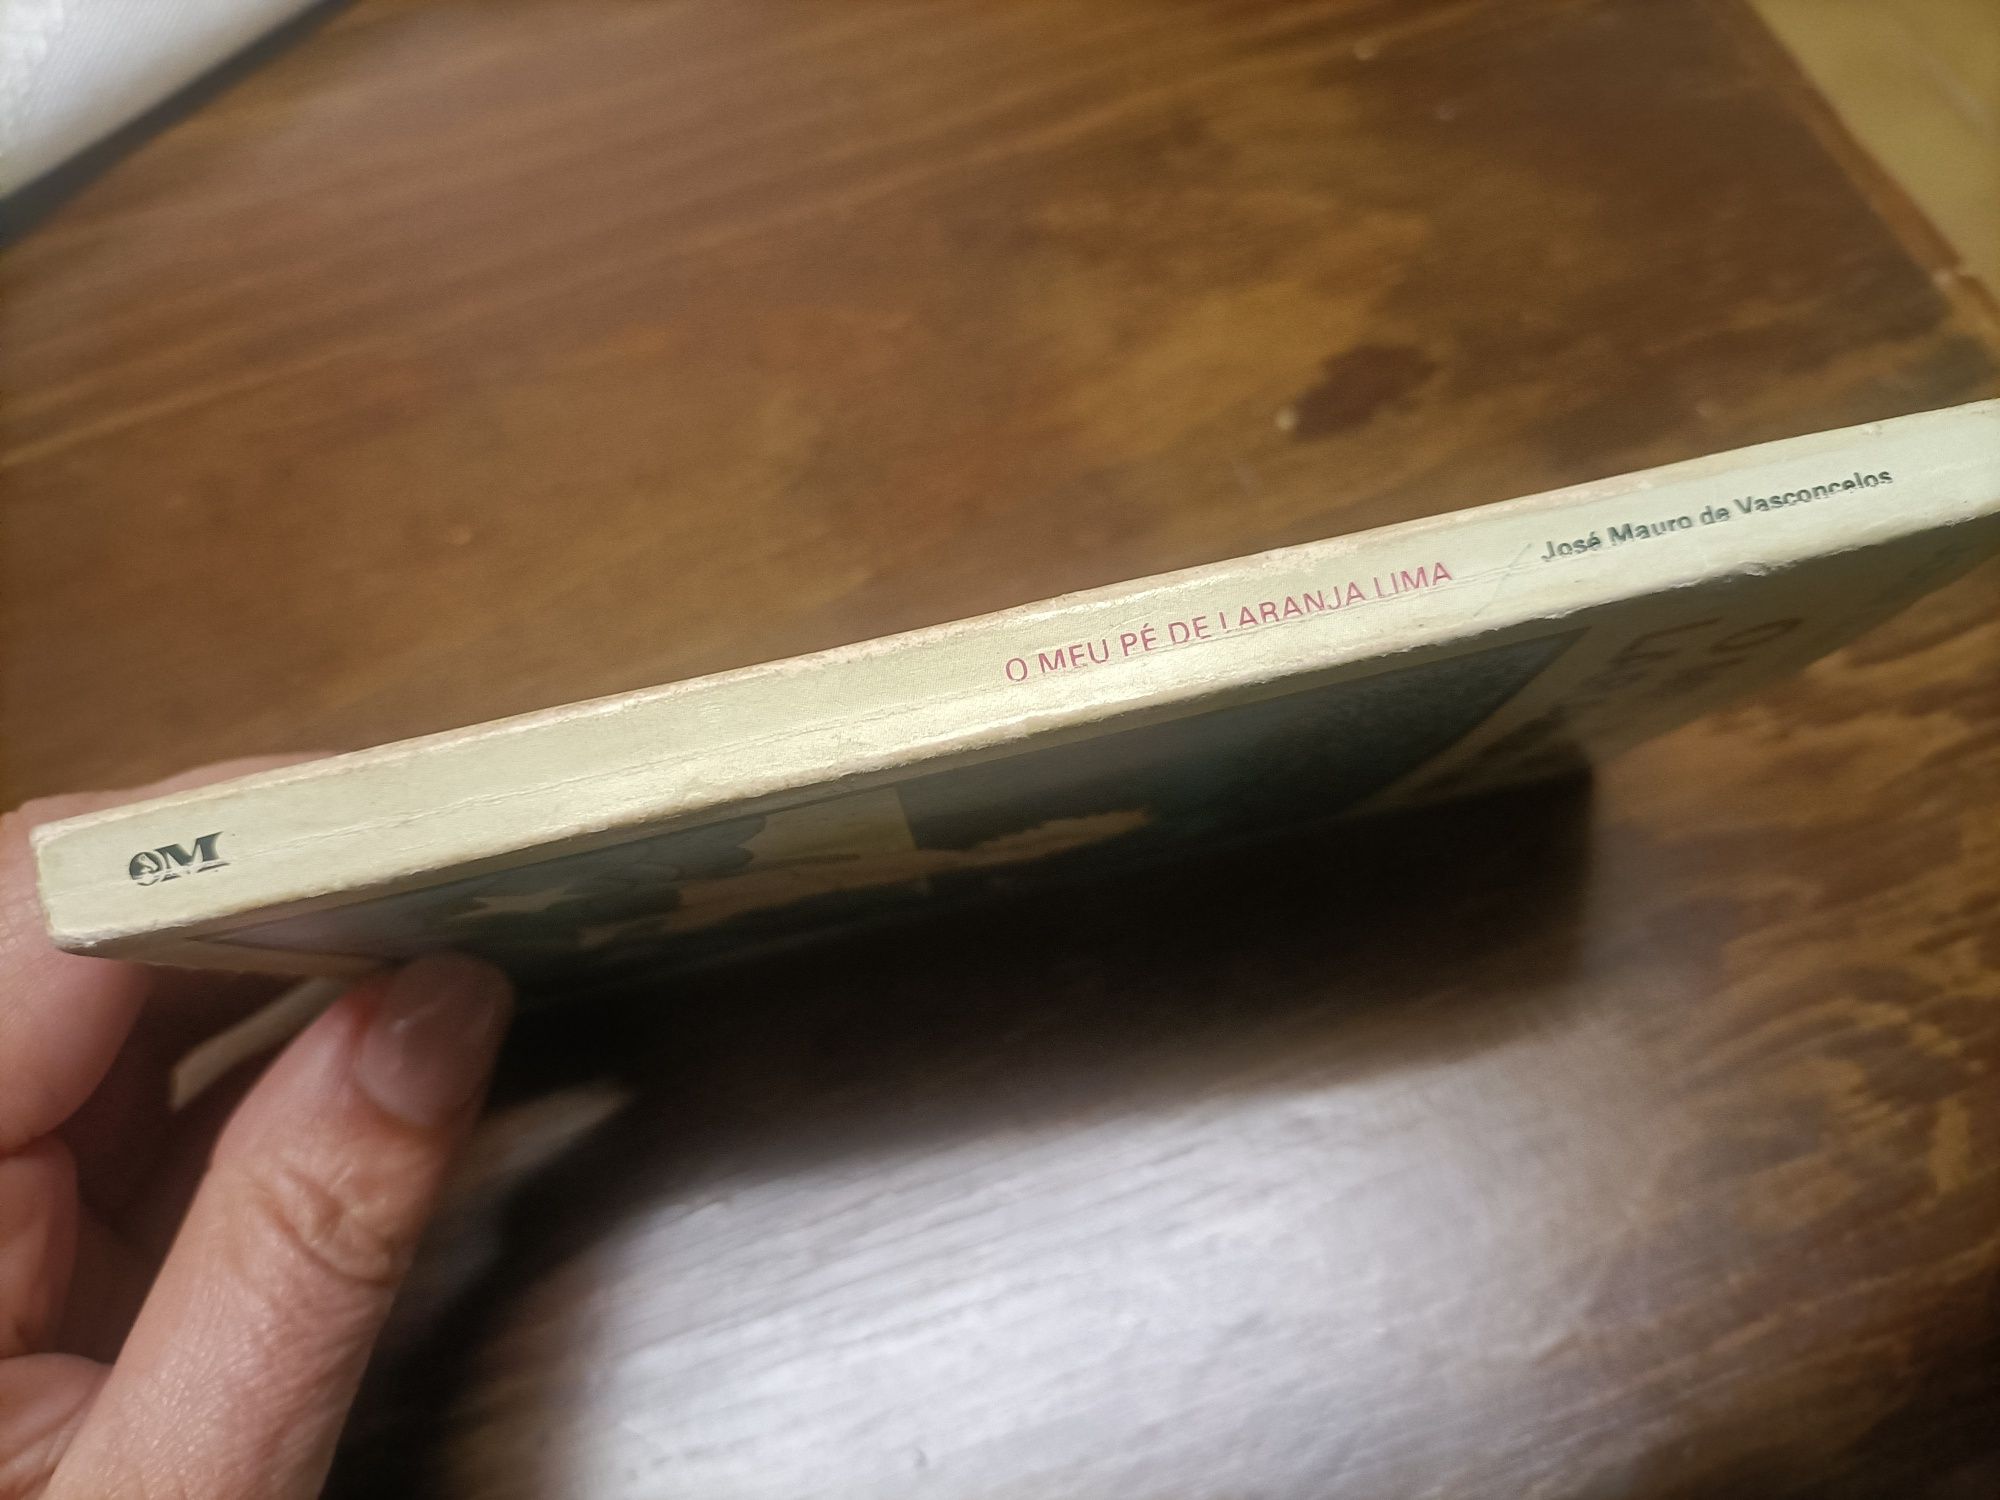 O MEU PÉ DE LARANJA LIMA
José Mauro de Vasconcelos